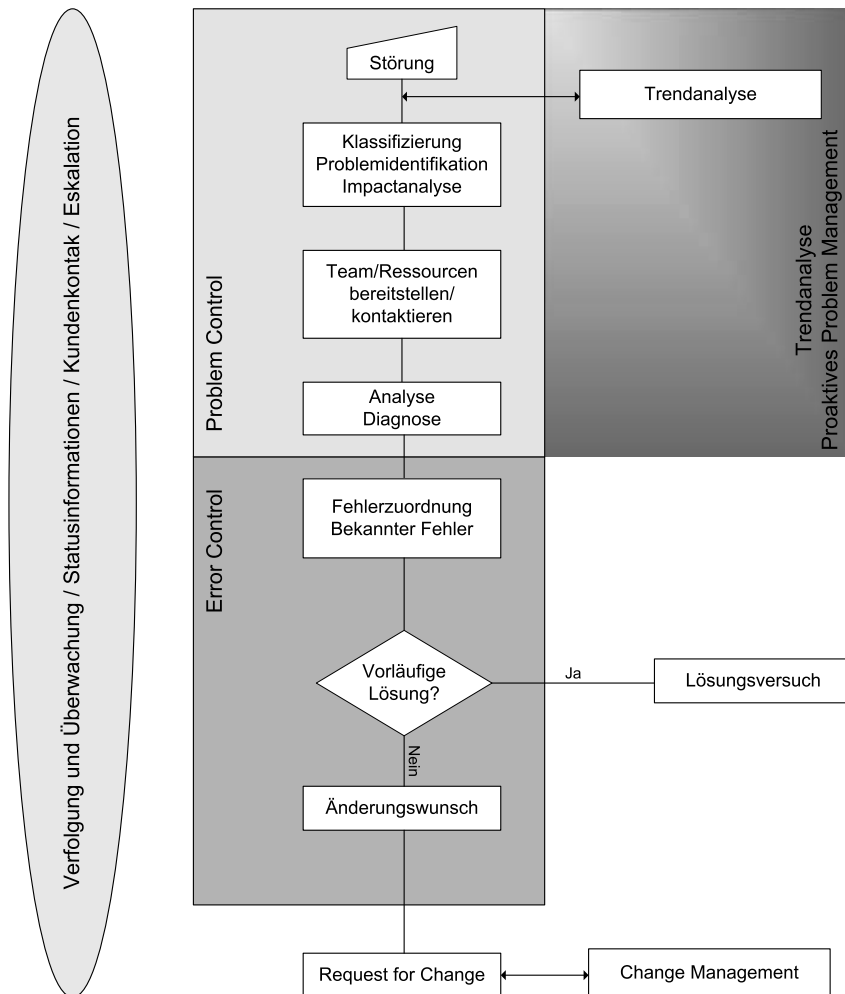 Störung
Trendanalyse
Klassifizierung
Problemidentifikation
Impactanalyse
Team/Ressourcen
bereitstellen/
kontaktieren
Analyse
Diagnose
Problem Control
Trendanalyse
Proaktives Problem Management
Verfolgung und Überwachung / Statusinformationen / Kundenkontak / Eskalation
Error Control
Fehlerzuordnung
Bekannter Fehler
Vorläufige
Lösung?
Ja
Lösungsversuch
Nein
Änderungswunsch
Request for Change
Change Management